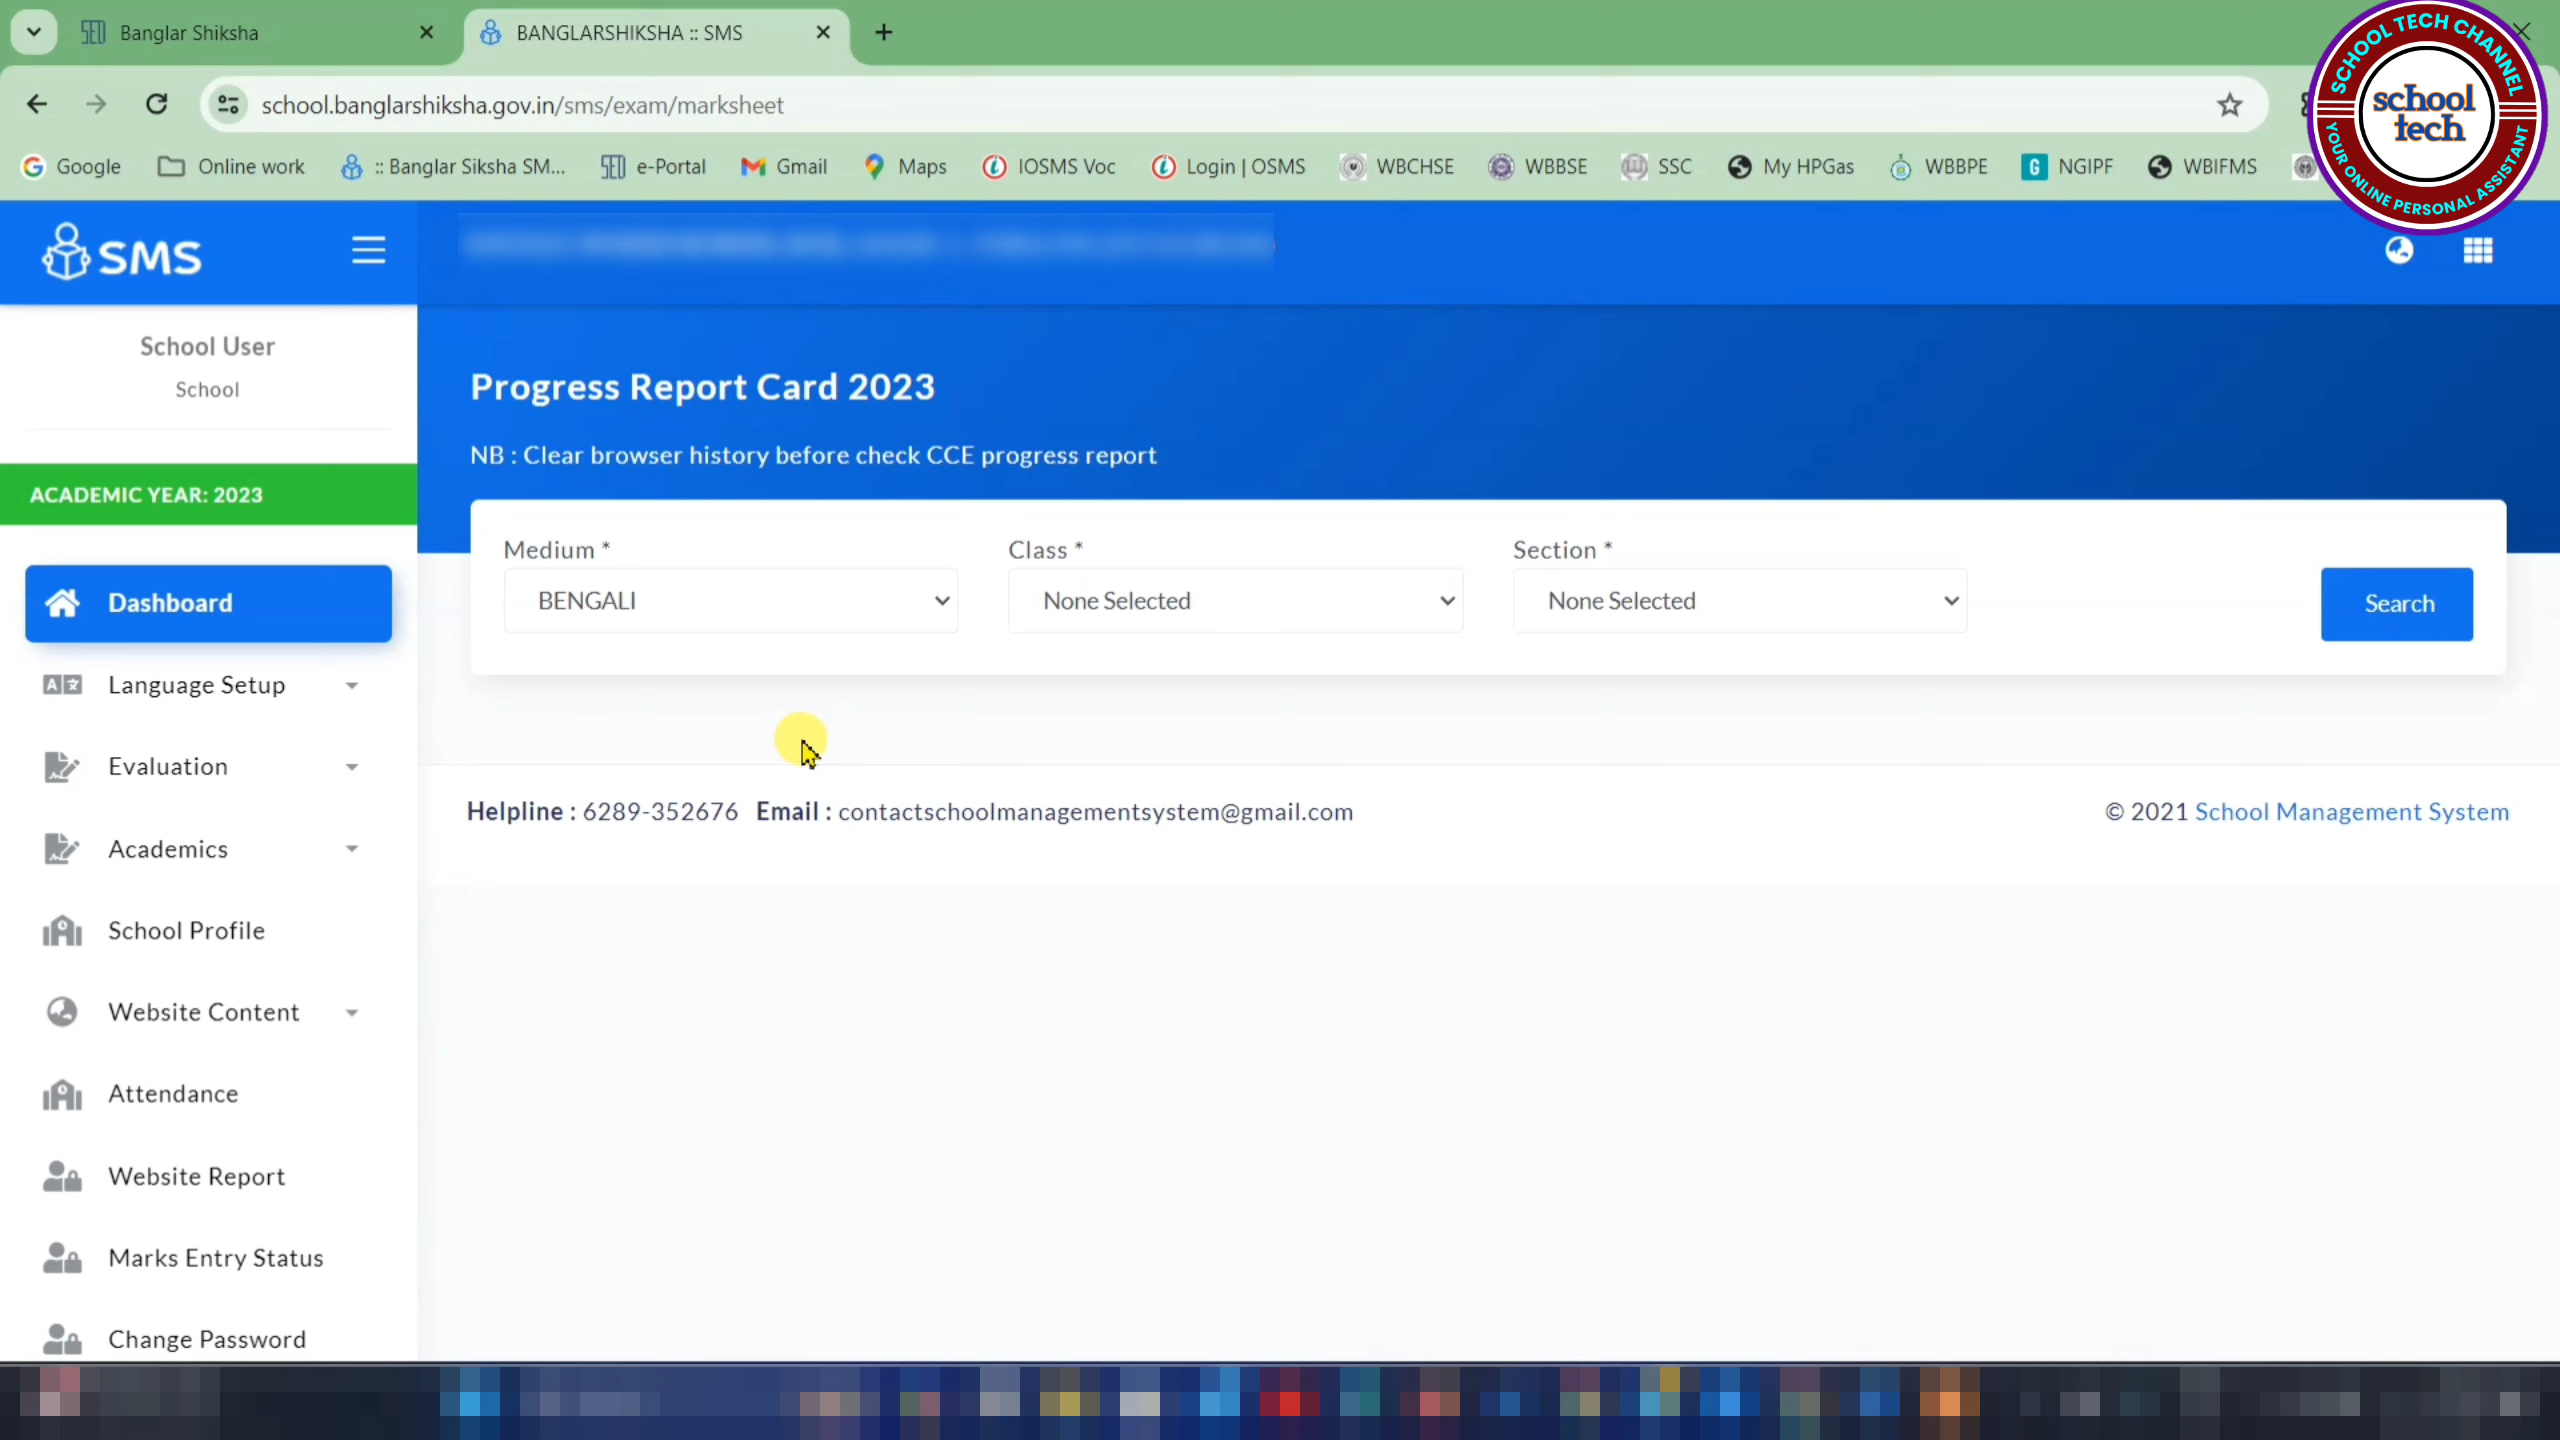 Banglar Shiksha
BANGLARSHIKSHA :: SMS
school.banglarshiksha.gov.in/sms/exam/marksheet
Google
Online work
:: Banglar Siksha SM...
e-Portal
Gmail
Maps
IOSMS Voc
Login | OSMS
WBCHSE
WBBSE
SSC
My HPGas
WBBPE
G NGIPF
WBIFMS
SCHOOL TECH CHANNEL
school
tech
YOUR ONLINE PERSONAL ASSISTANT
SMS
School User
School
ACADEMIC YEAR: 2023
Dashboard
Language Setup
Evaluation
Academics
School Profile
Website Content
Attendance
Website Report
Marks Entry Status
Change Password
Progress Report Card 2023
NB : Clear browser history before check CCE progress report
Medium * Class * Section *
BENGALI None Selected None Selected Search
Helpline : 6289-352676 Email : contactschoolmanagementsystem@gmail.com © 2021 School Management System